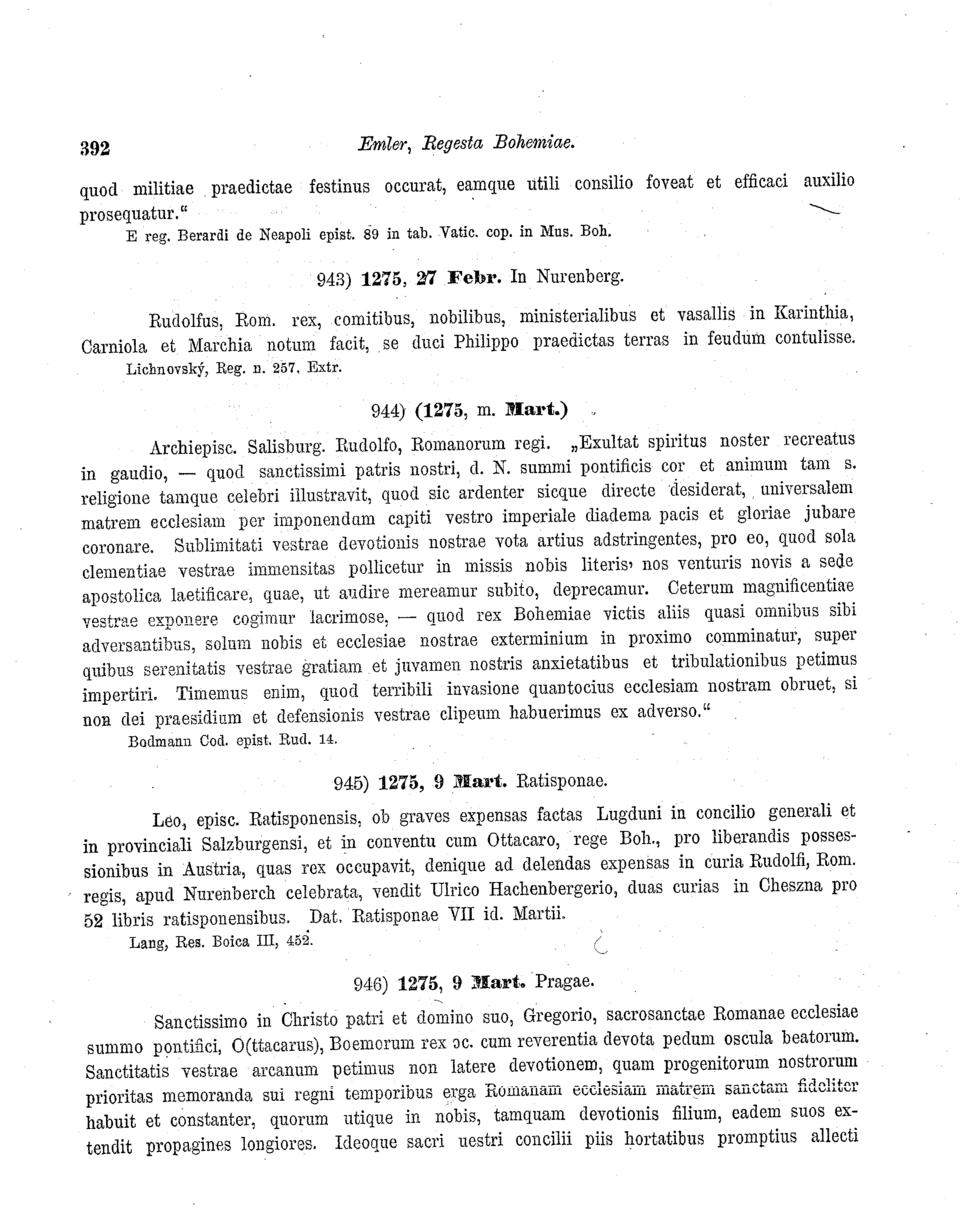 392 Emler, Regesta Bohemiae.
quod militiae praedictae festinus occurat, eamque utili consilio foveat et efficaci auxilio
prosequatur.“
E reg. Berardi de Neapoli epist. 89 in tab. Vatic. cop. in Mus. Boh.
943) 1275, 27 Febr. In Nurenberg.
Rudolfus, Rom. rex, comitibus, nobilibus, ministerialibus et vasallis in Karinthia,
Carniola et Marchia notum facit, se duci Philippo praedictas terras in feudum contulisse.
Lichnovský, Reg. n. 257. Extr.
944) (1275, m. Mart.)
Archiepisc. Salisburg. Rudolfo, Romanorum regi. „Exultat spiritus noster recreatus
in gaudio, — quod sanctissimi patris nostri, d. N. summi pontificis cor et animum tam s.
religione tamque celebri illustravit, quod sic ardenter sicque directe desiderat, universalem
matrem ecclesiam per imponendam capiti vestro imperiale diadema pacis et gloriae jubare
coronare. Sublimitati vestrae devotionis nostrae vota artius adstringentes, pro eo, quod sola
clementiae vestrae immensitas pollicetur in missis nobis literis, nos venturis novis a sede
apostolica laetificare, quae, ut audire mereamur subito, deprecamur. Ceterum magnificentiae
vestrae exponere cogimur lacrimose, — quod rex Bohemiae victis aliis quasi omnibus sibi
adversantibus, solum nobis et ecclesiae nostrae exterminium in proximo comminatur, super
quibus serenitatis vestrae gratiam et juvamen nostris anxietatibus et tribulationibus petimus
impertiri. Timemus enim, quod terribili invasione quantocius ecclesiam nostram obruet, si
non dei praesidium et defensionis vestrae clipeum habuerimus ex adverso.“
Bodmann Cod. epist. Rud. 14.
945) 1275, 9 Mart. Ratisponae.
Leo, episc. Ratisponensis, ob graves expensas factas Lugduni in concilio generali et
in provinciali Salzburgensi, et in conventu cum Ottacaro, rege Boh., pro liberandis posses-
sionibus in Austria, quas rex occupavit, denique ad delendas expensas in curia Rudolfi, Rom.
regis, apud Nurenberch celebrata, vendit Ulrico Hachenbergerio, duas curias in Cheszna pro
52 libris ratisponensibus. Dat. Ratisponae VII id. Martii.
Lang, Res. Boica III, 452.
946) 1275, 9 Mart. Pragae.
Sanctissimo in Christo patri et domino suo, Gregorio, sacrosanctae Romanae ecclesiae
summo pontifici, O(ttacarus), Boemorum rex ɔc. cum reverentia devota pedum oscula beatorum.
Sanctitatis vestrae arcanum petimus non latere devotionem, quam progenitorum nostrorum
prioritas memoranda sui regni temporibus erga Romanam ecclesiam matrem sanctam fideliter
habuit et constanter, quorum utique in nobis, tamquam devotionis filium, eadem suos ex-
tendit propagines longiores. Ideoque sacri uestri concilii piis hortatibus promptius allecti